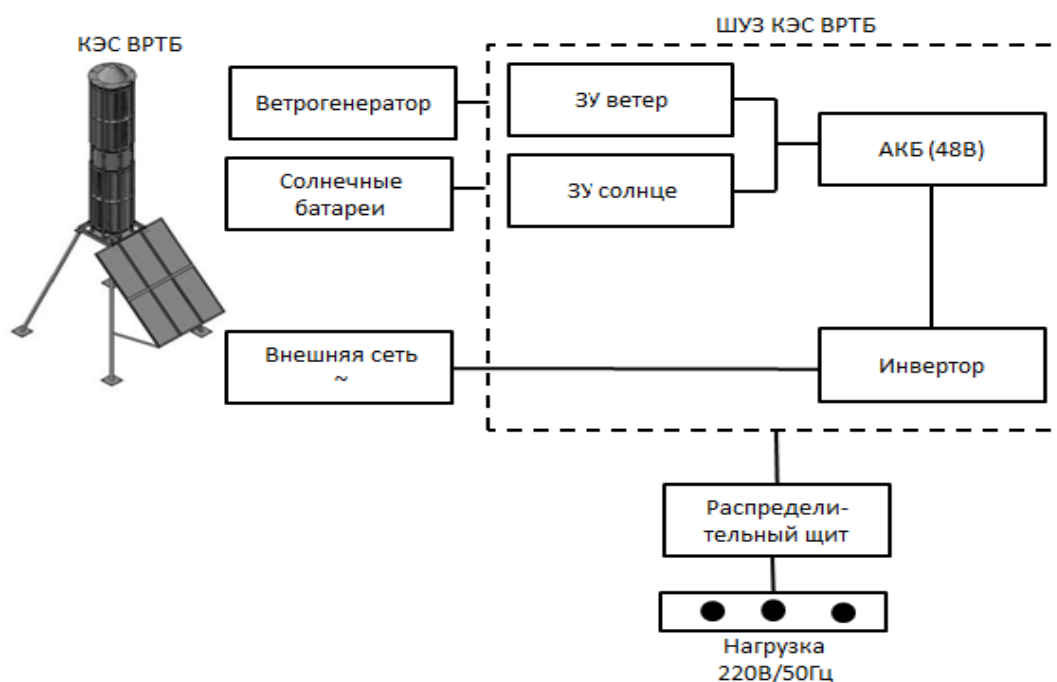 ШУЗ КЭС ВРТБ
КЭС ВРТБ
Ветрогенератор
ЗУ ветер
АКБ (48В)
Солнечные
батареи
ЗУ солнце
Внешняя сеть
~
Инвертор
Распредели-
тельный щит
Нагрузка
220В/50Гц